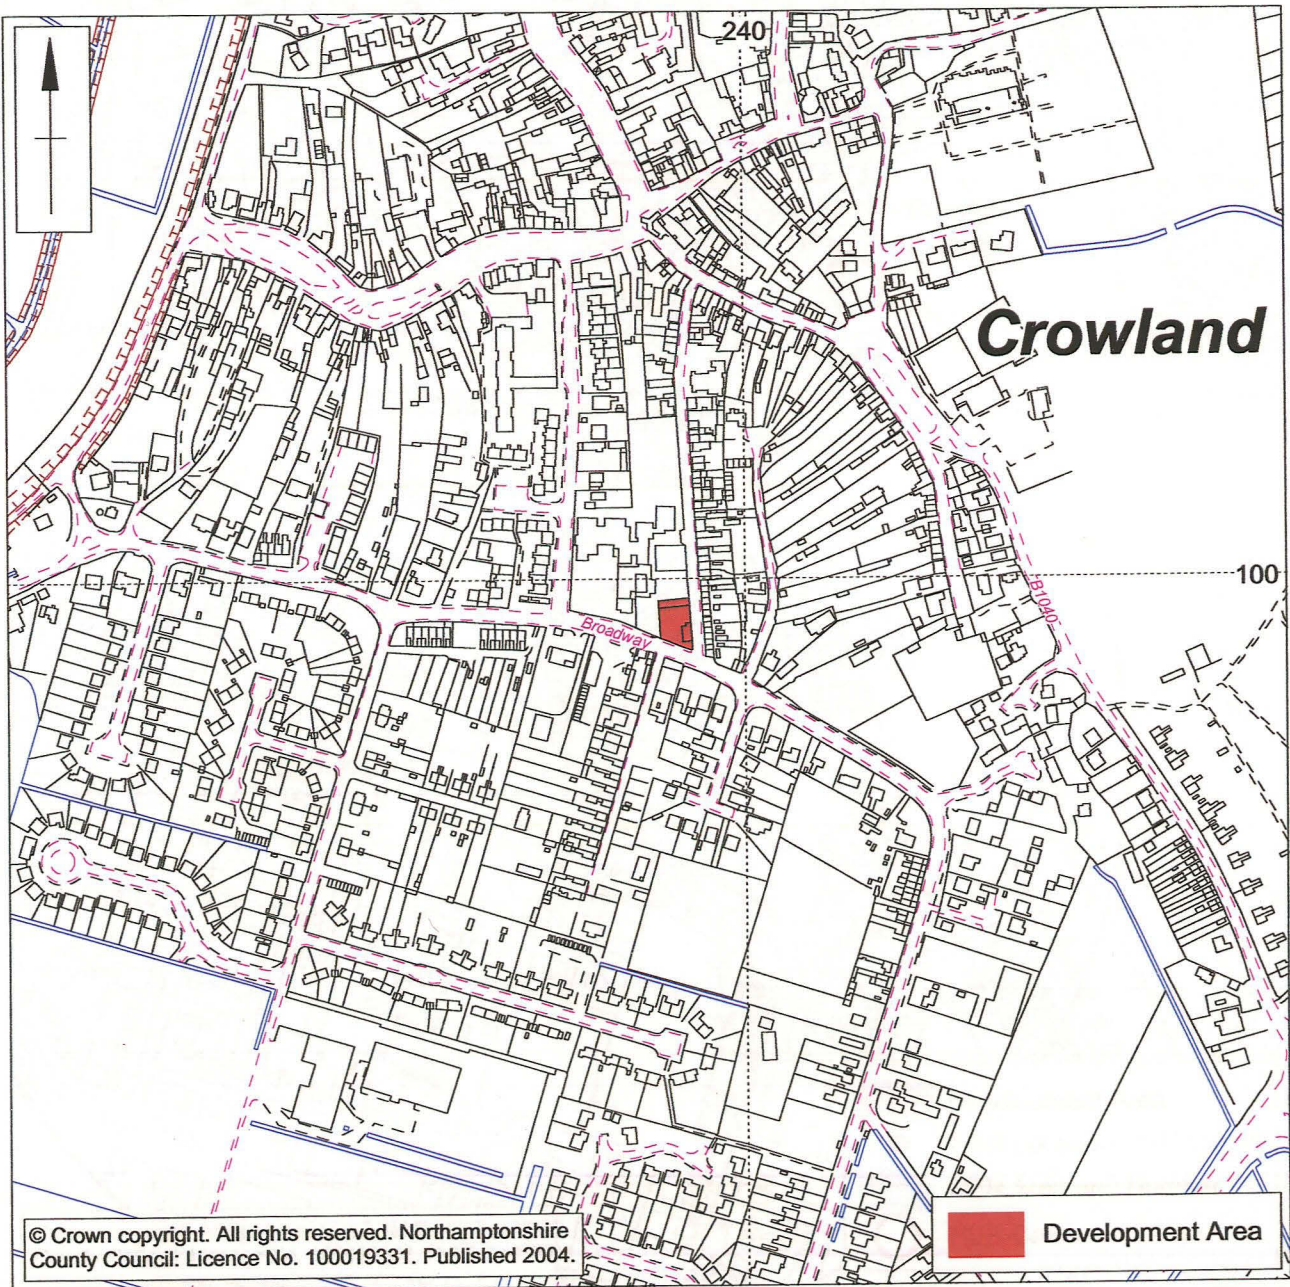 240
Crowland
100
B1040
Broadway
© Crown copyright. All rights reserved. Northamptonshire
County Council: Licence No. 100019331. Published 2004.
Development Area